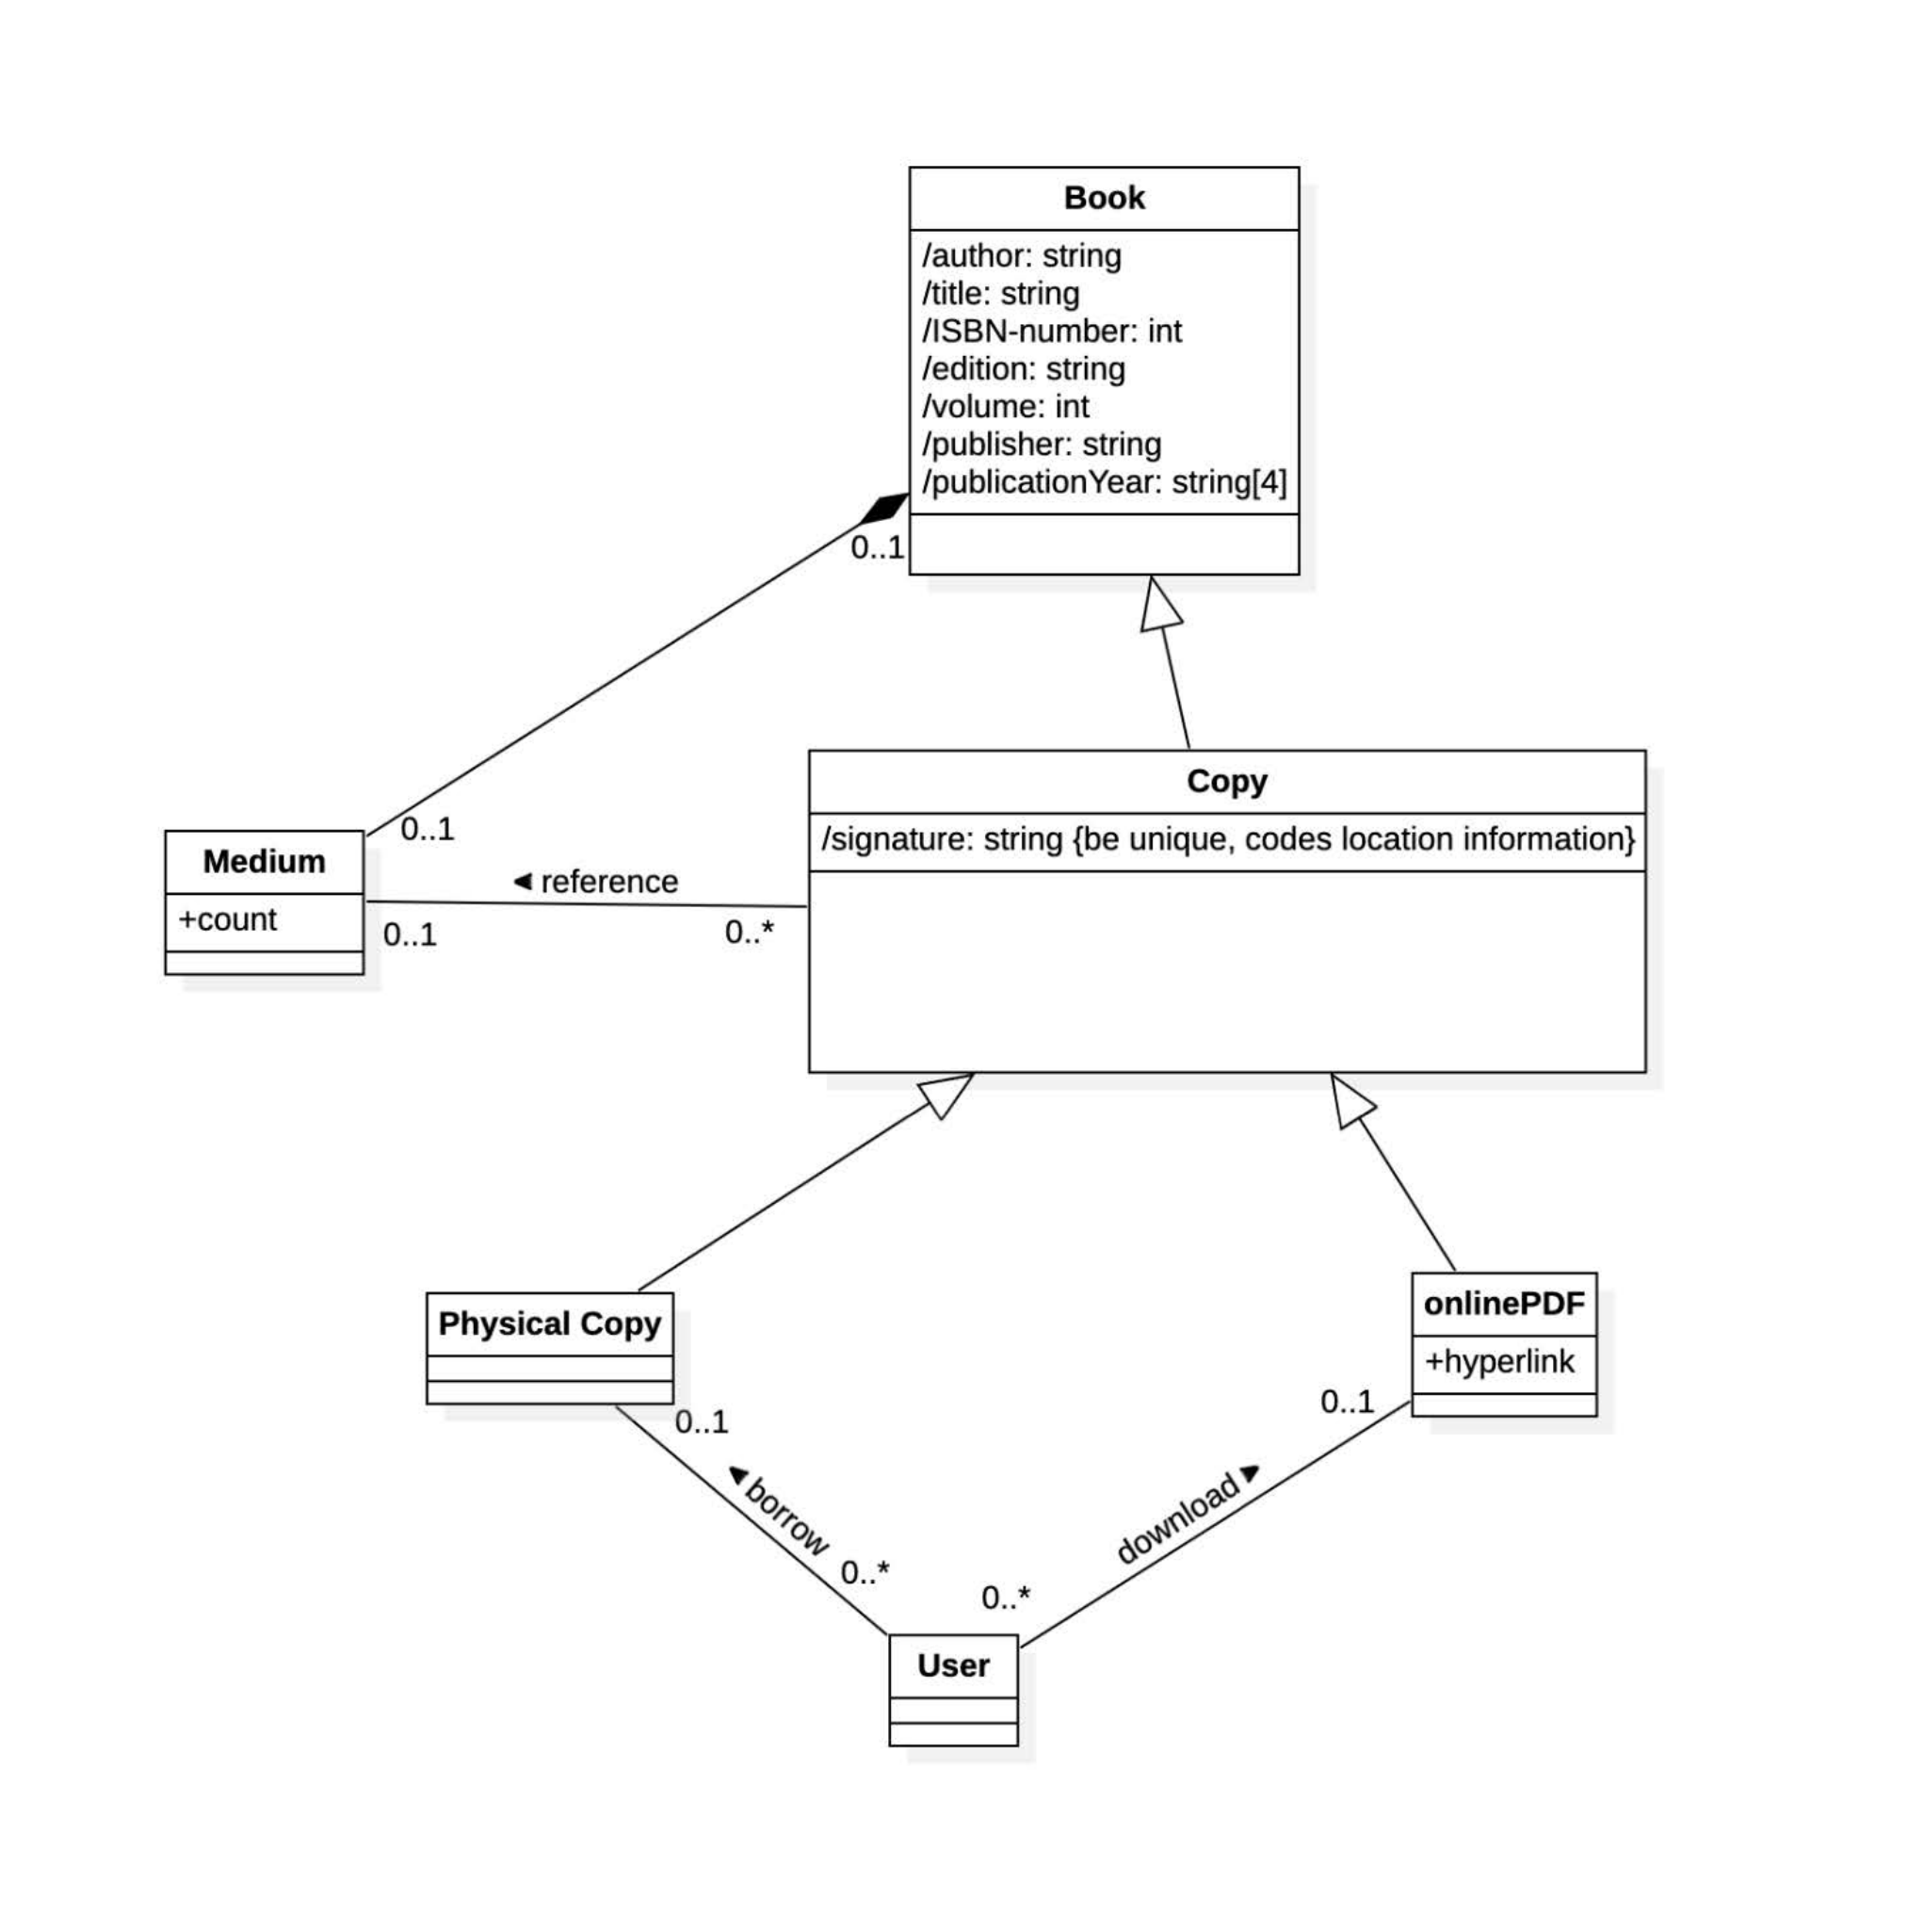 Book
/author: string
/title: string
/ISBN-number: int
/edition: string
/volume: int
/publisher: string
/publicationYear: string[4]
0..1
Copy
/signature: string {be unique, codes location information}
0..1
Medium
+count
◄ reference
0..1
0..*
Physical Copy
onlinePDF
+hyperlink
0..1
0..1
◄ borrow
download ►
0..*
0..*
User